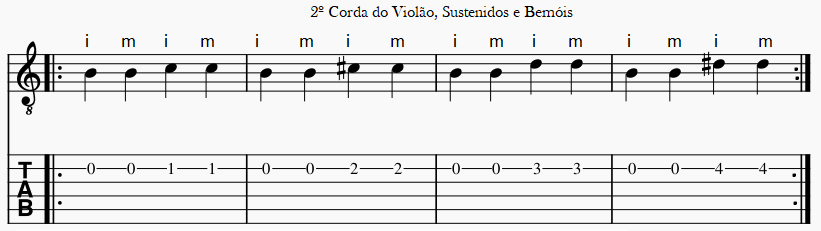 2º Corda do Violão, Sustenidos e Bemóis
i m i m i m i m i m i m i m i m
8
T 0 0 1 1 0 0 2 2 0 0 3 3 0 0 4 4
A
B